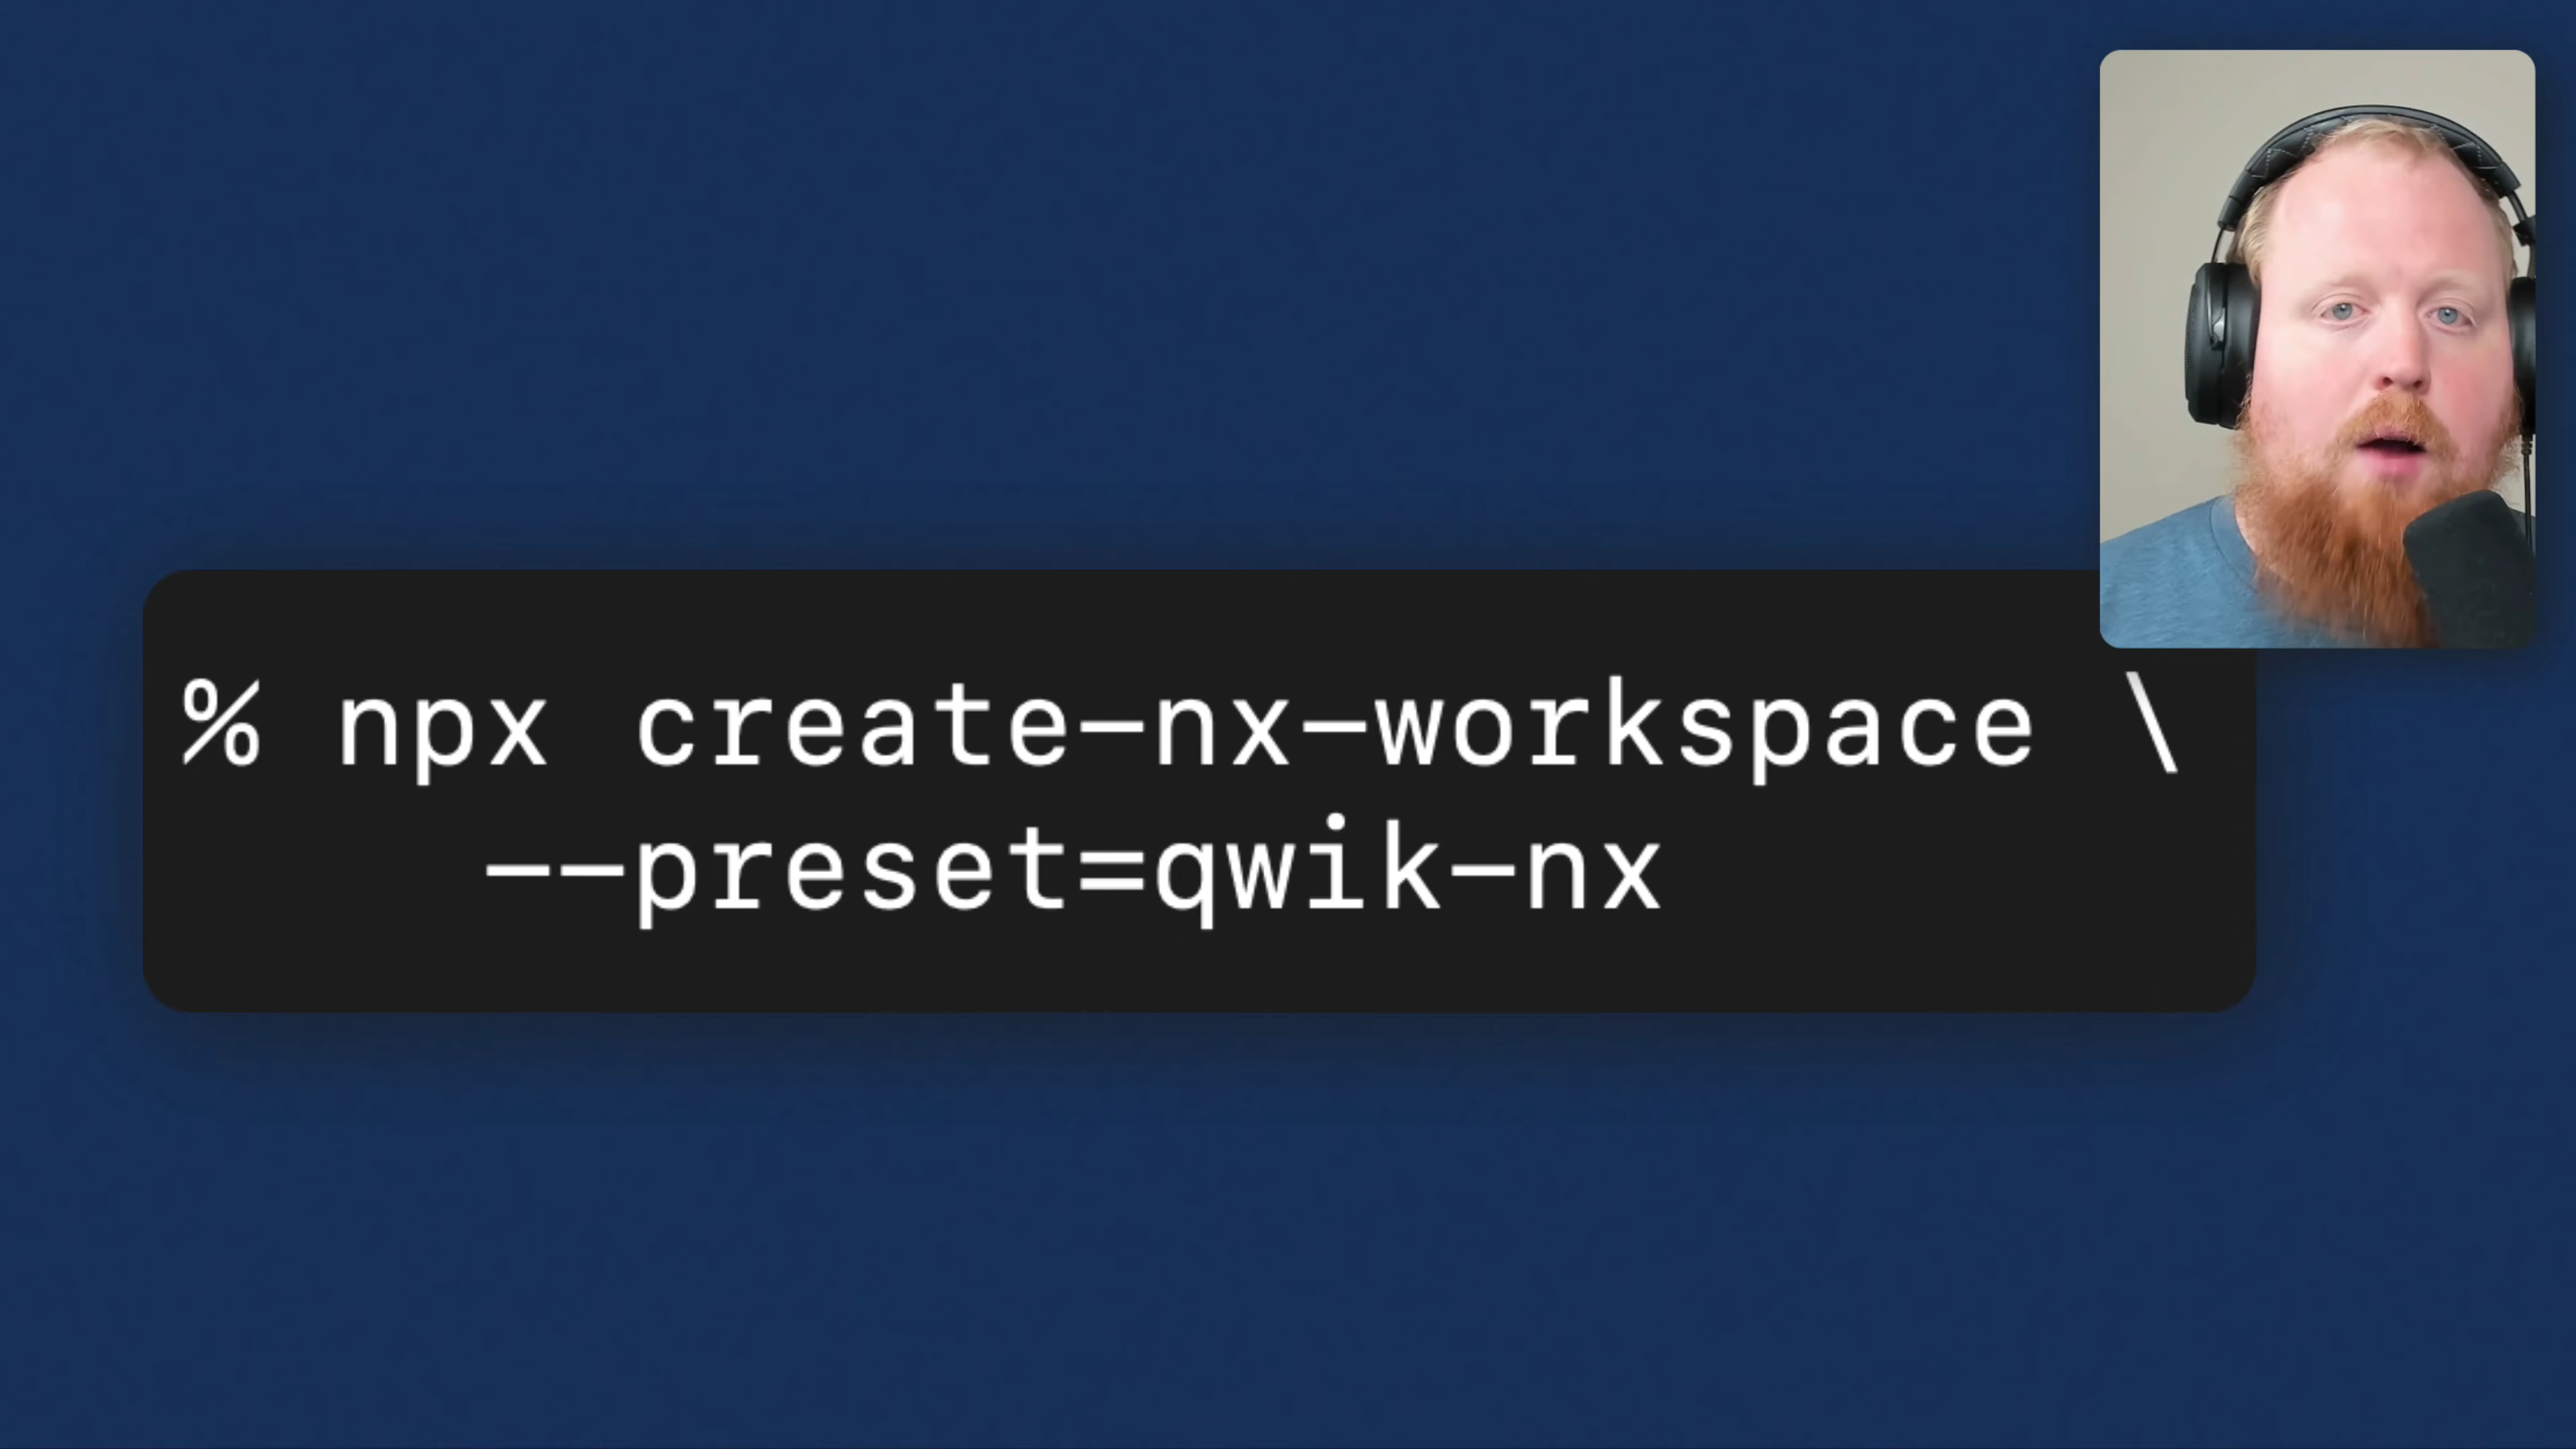 % npx create-nx-workspace \
--preset=qwik-nx